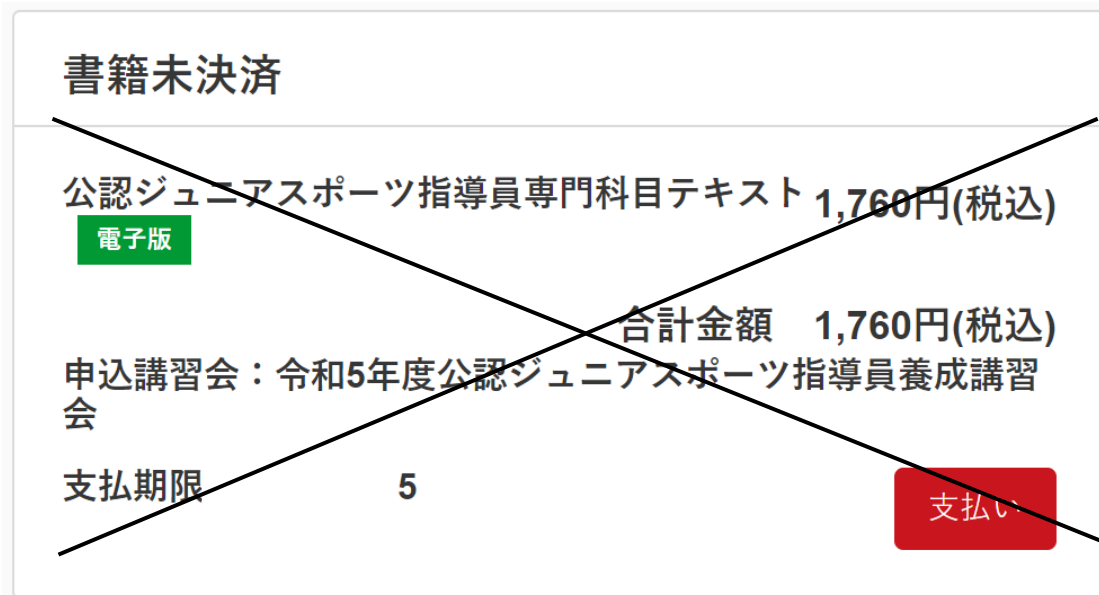 書籍未決済
公認ジュニアスポーツ指導員専門科目テキスト 1,760円(税込)
電子版
合計金額 1,760円(税込)
申込講習会：令和5年度公認ジュニアスポーツ指導員養成講習
会
支払期限 5
支払い